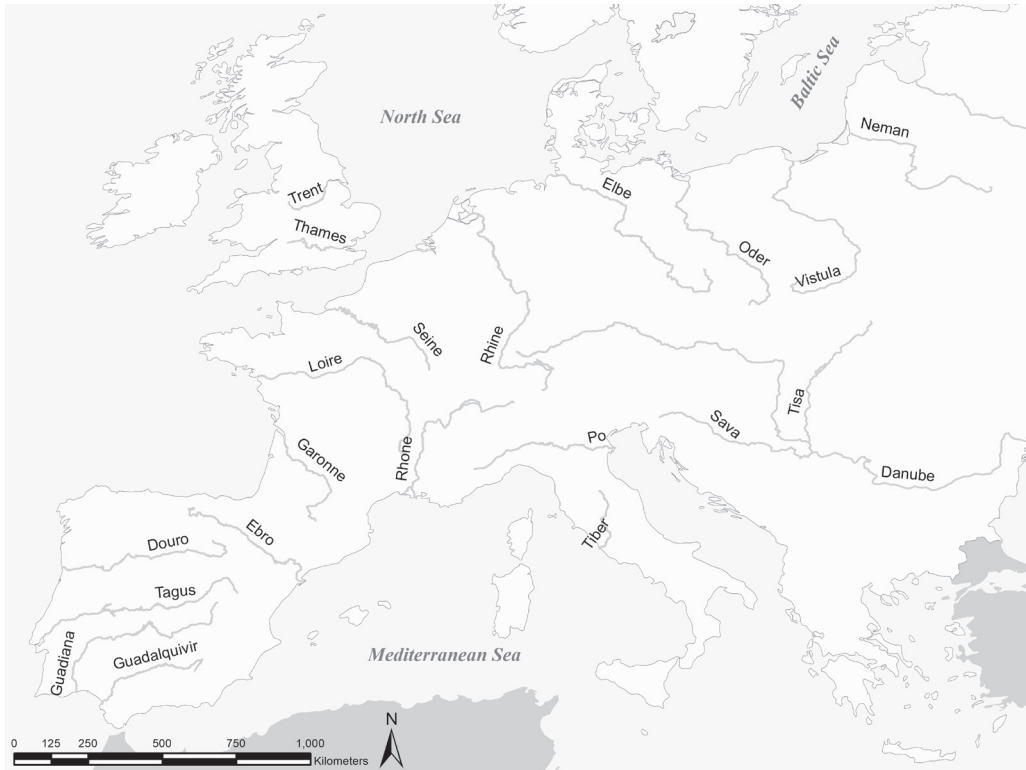 Baltic Sea
North Sea
Neman
Trent
Elbe
Thames
Oder
Vistula
Seine
Rhine
Loire
Tisa
Sava
Po
Garonne
Rhone
Danube
Ebro
Tiber
Douro
Tagus
Guadiana
Guadalquivir
Mediterranean Sea
N
0 125 250 500 750 1,000
Kilometers